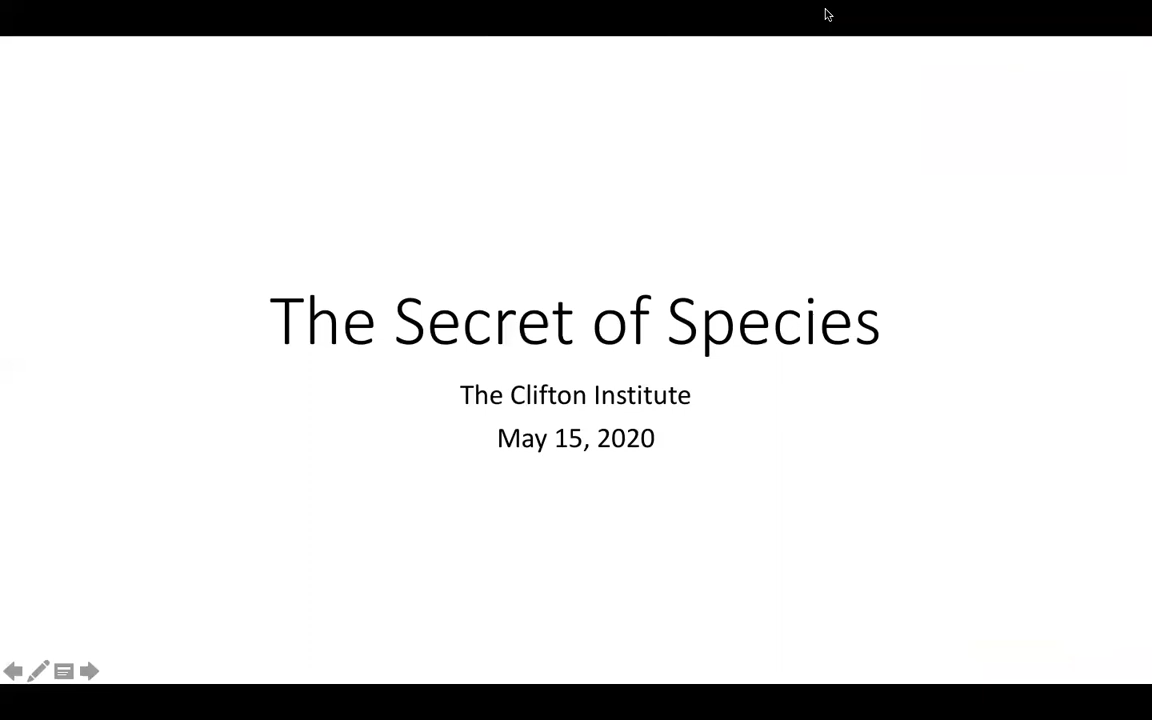 The Secret of Species
The Clifton Institute
May 15, 2020